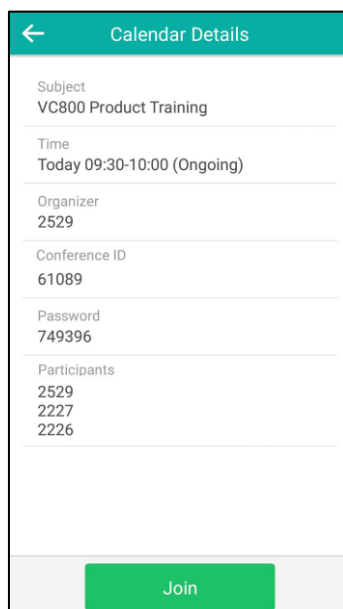 Calendar Details
Subject
VC800 Product Training
Time
Today 09:30-10:00 (Ongoing)
Organizer
2529
Conference ID
61089
Password
749396
Participants
2529
2227
2226
Join